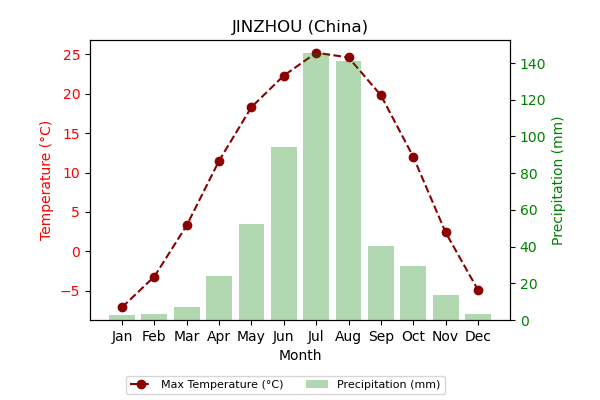 JINZHOU (China)
Temperature (°C)
25
20
15
10
5
0
−5
Precipitation (mm)
140
120
100
80
60
40
20
0
Jan Feb Mar Apr May Jun Jul Aug Sep Oct Nov Dec
Month
Max Temperature (°C) Precipitation (mm)